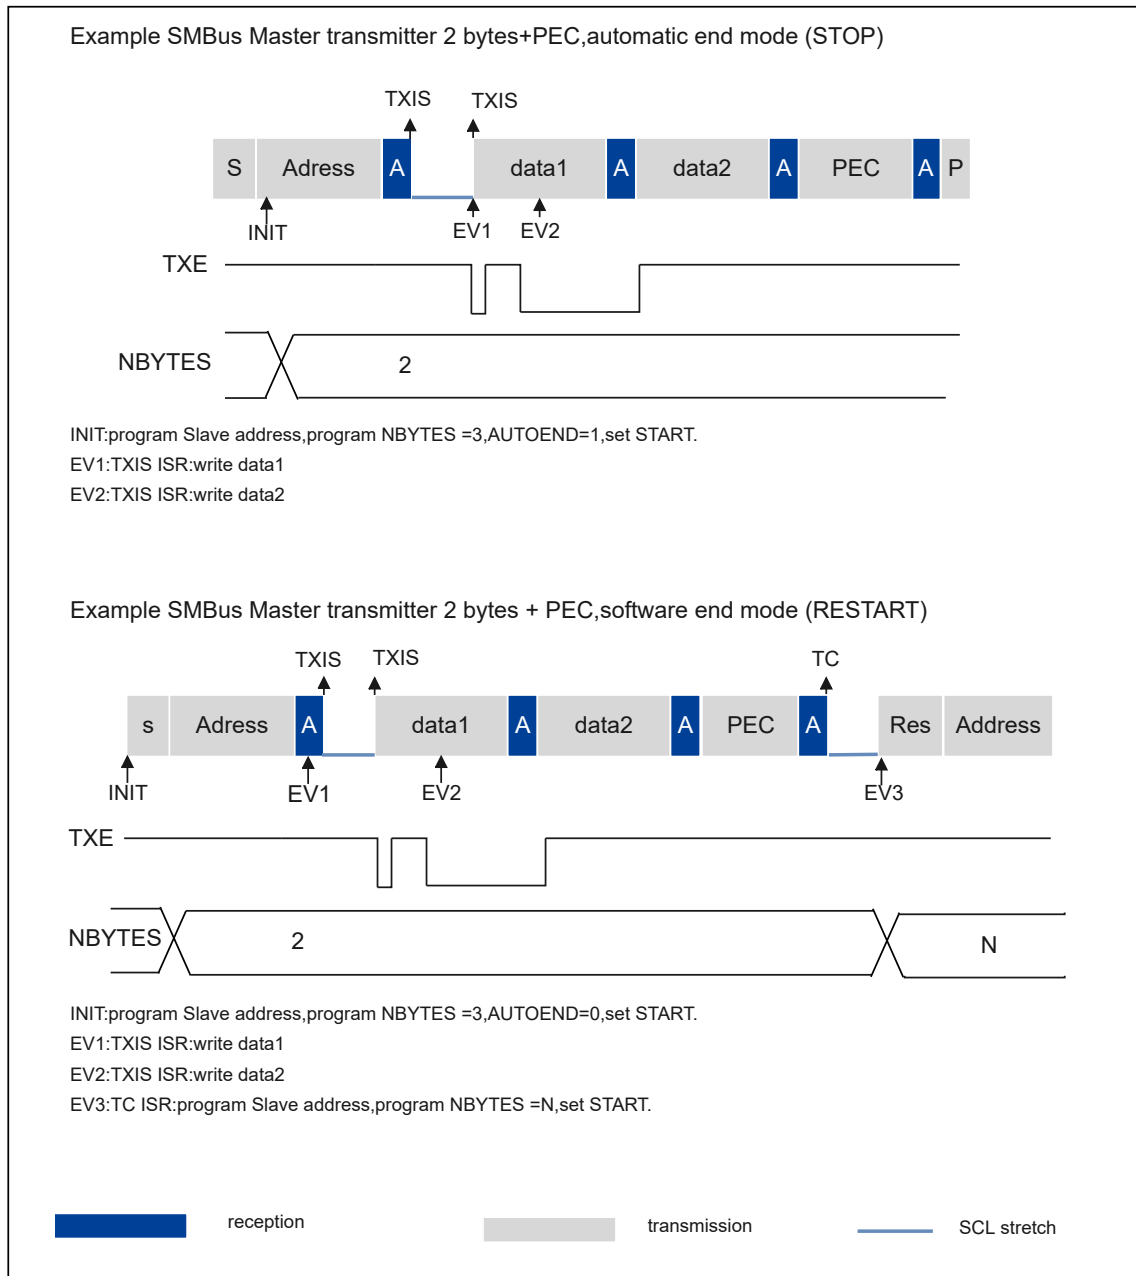 Example SMBus Master transmitter 2 bytes+PEC,automatic end mode (STOP)
TXIS TXIS
S Adress A data1 A data2 A PEC A P
INIT EV1 EV2
TXE
NBYTES 2
INIT:program Slave address,program NBYTES =3,AUTOEND=1,set START.
EV1:TXIS ISR:write data1
EV2:TXIS ISR:write data2
Example SMBus Master transmitter 2 bytes + PEC,software end mode (RESTART)
TXIS TXIS TC
s Adress A data1 A data2 A PEC A Res Address
INIT EV1 EV2 EV3
TXE
NBYTES 2 N
INIT:program Slave address,program NBYTES =3,AUTOEND=0,set START.
EV1:TXIS ISR:write data1
EV2:TXIS ISR:write data2
EV3:TC ISR:program Slave address,program NBYTES =N,set START.
reception transmission SCL stretch